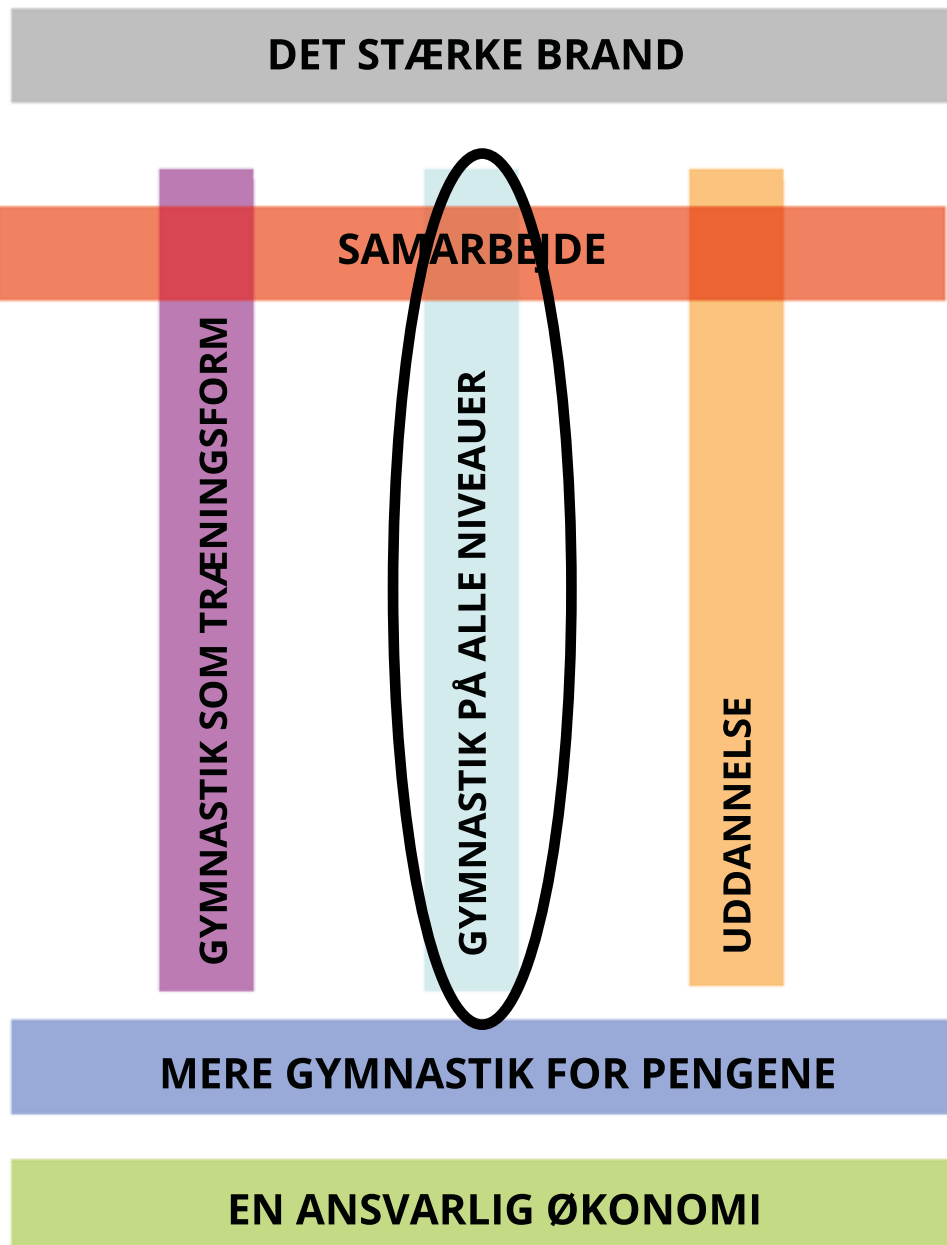 DET STÆRKE BRAND
SAMARBEJDE
GYMNASTIK SOM TRÆNINGSFORM
GYMNASTIK PÅ ALLE NIVEAUER
UDDANNELSE
MERE GYMNASTIK FOR PENGENE
EN ANSVARLIG ØKONOMI